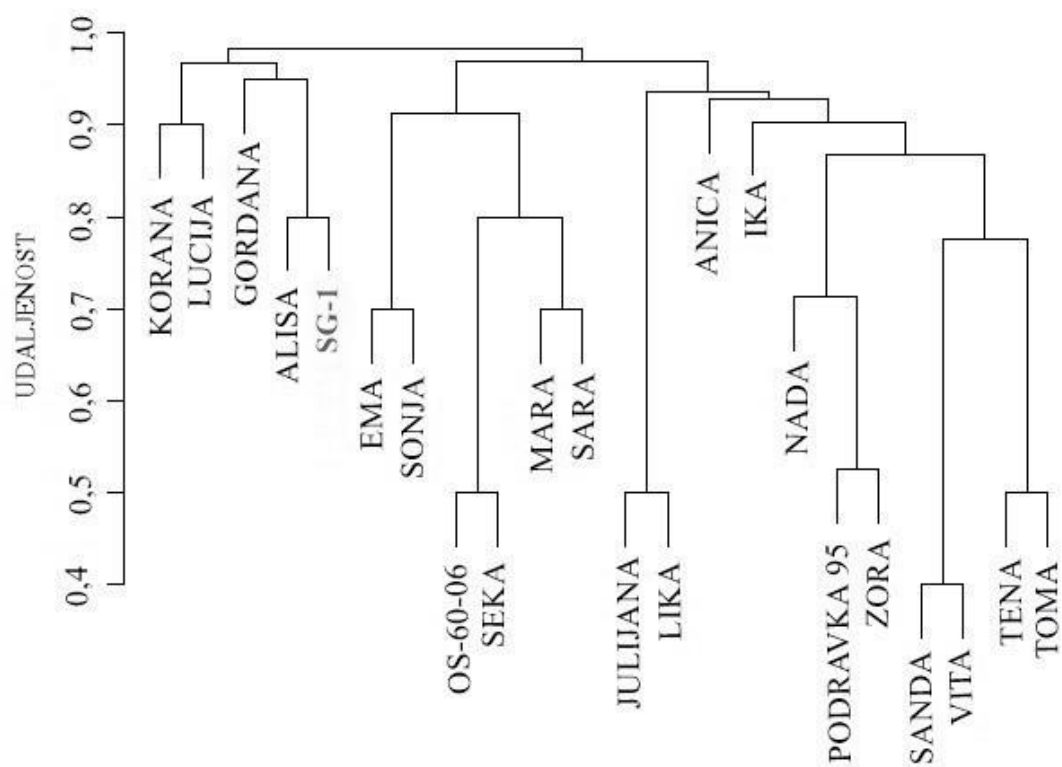 UDALJENOST
1,0
0,9
0,8
0,7
0,6
0,5
0,4
KORANA
LUCIJA
GORDANA
ALISA
SG-1
EMA
SONJA
OS-60-06
SEKA
MARA
SARA
JULIJANA
LIKA
ANICA
IKA
NADA
PODRAVKA 95
ZORA
SANDA
VITA
TENA
TOMA